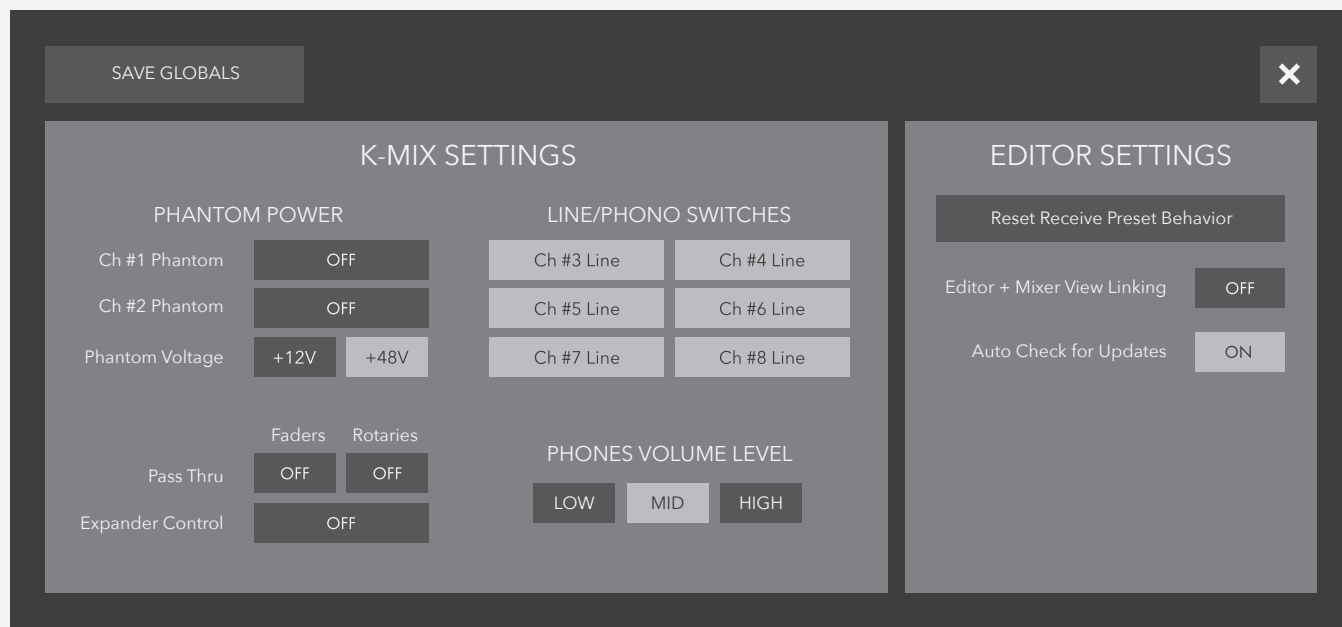 SAVE GLOBALS
K-MIX SETTINGS
PHANTOM POWER
Ch #1 Phantom OFF
Ch #2 Phantom OFF
Phantom Voltage +12V +48V
Faders Rotaries
Pass Thru OFF OFF
Expander Control OFF
LINE/PHONO SWITCHES
Ch #3 Line Ch #4 Line
Ch #5 Line Ch #6 Line
Ch #7 Line Ch #8 Line
PHONES VOLUME LEVEL
LOW MID HIGH
EDITOR SETTINGS
Reset Receive Preset Behavior
Editor + Mixer View Linking OFF
Auto Check for Updates ON